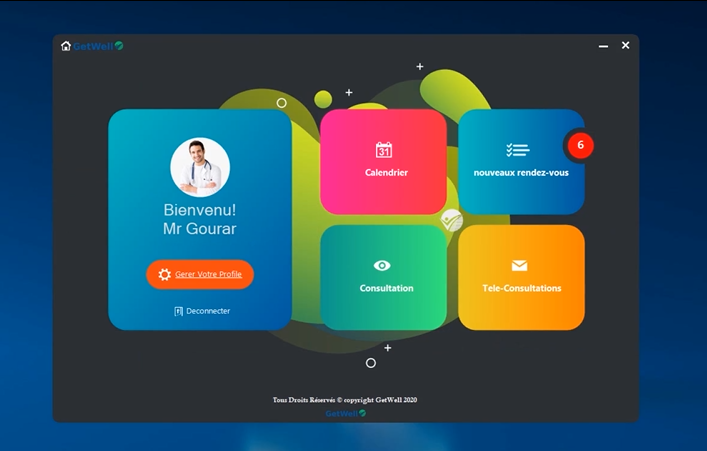 GetWell
Bienvenu!
Mr Gourar
Gerer Votre Profile
Deconnecter
31
Calendrier
6
nouveaux rendez-vous
Consultation
Tele-Consultations
Tous Droits Réservés © copyright GetWell 2020
GetWell